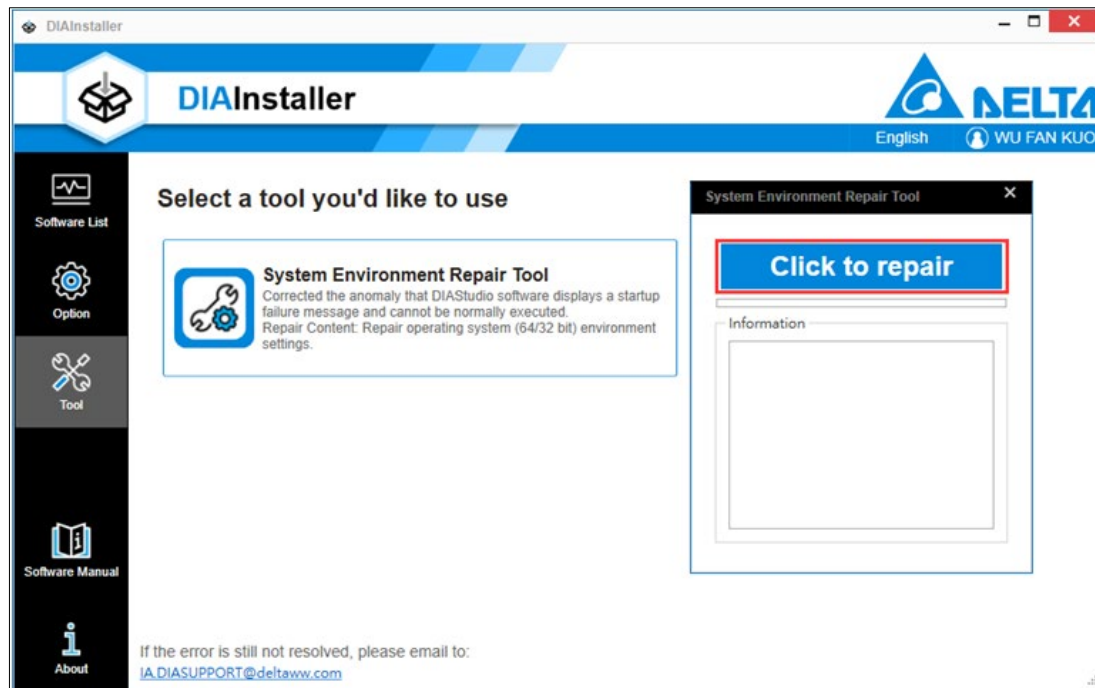 DIAInstaller
DIAInstaller
DELTA
English
WU FAN KUO
Software List
Option
Tool
Software Manual
About
Select a tool you'd like to use
System Environment Repair Tool
Corrected the anomaly that DIAStudio software displays a startup
failure message and cannot be normally executed.
Repair Content: Repair operating system (64/32 bit) environment
settings.
System Environment Repair Tool
Click to repair
Information
If the error is still not resolved, please email to:
IA.DIASUPPORT@deltaww.com